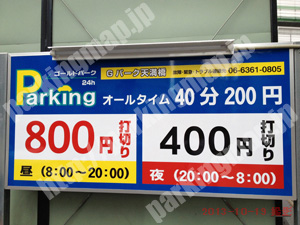 ゴールドパーク
Parking
24h
Gパーク天満橋
06-6361-0805
オールタイム 40分200円
800円 打切り
昼 (8:00~20:00)
400円 打切り
夜 (20:00~8:00)